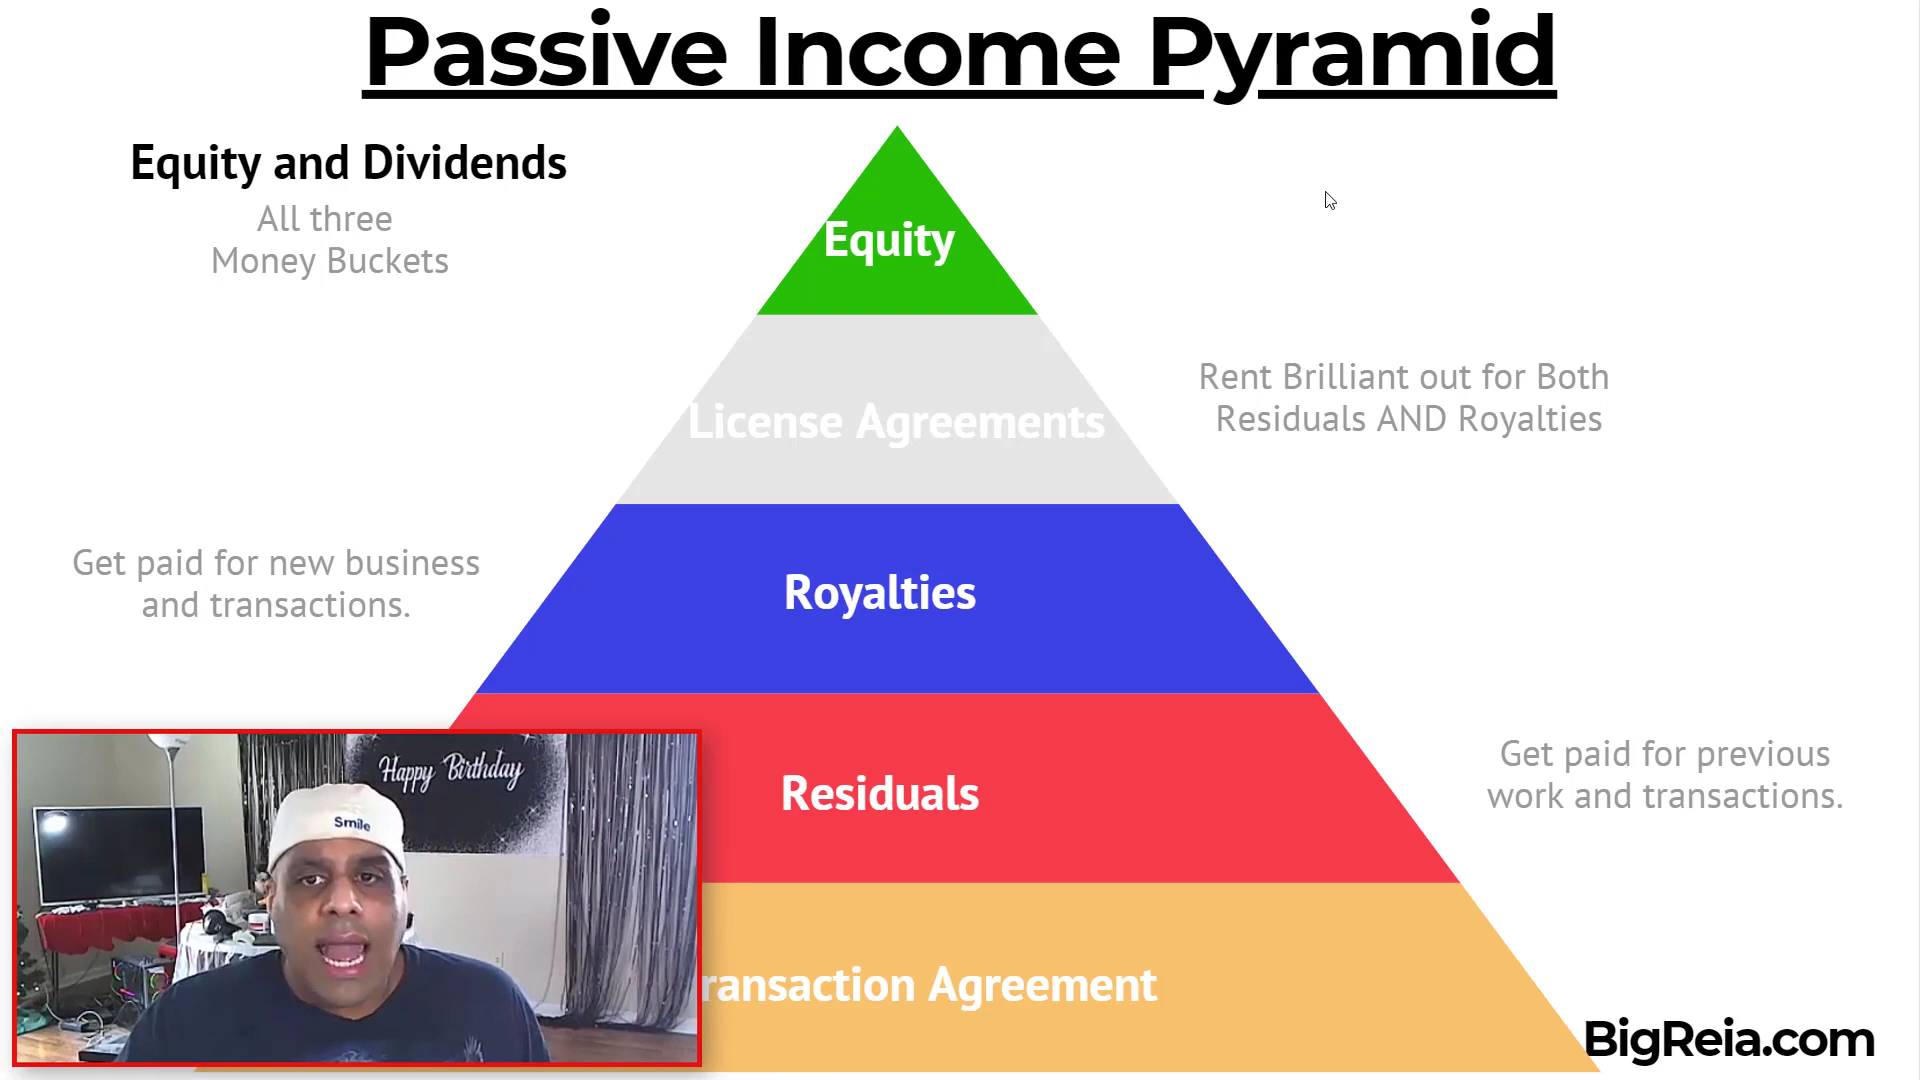 Passive Income Pyramid
Equity and Dividends
All three
Money Buckets
Equity
Rent Brilliant out for Both
Residuals AND Royalties
License Agreements
Get paid for new business
and transactions.
Royalties
Get paid for previous
work and transactions.
Residuals
Happy Birthday
Smile
ransaction Agreement
BigReia.com